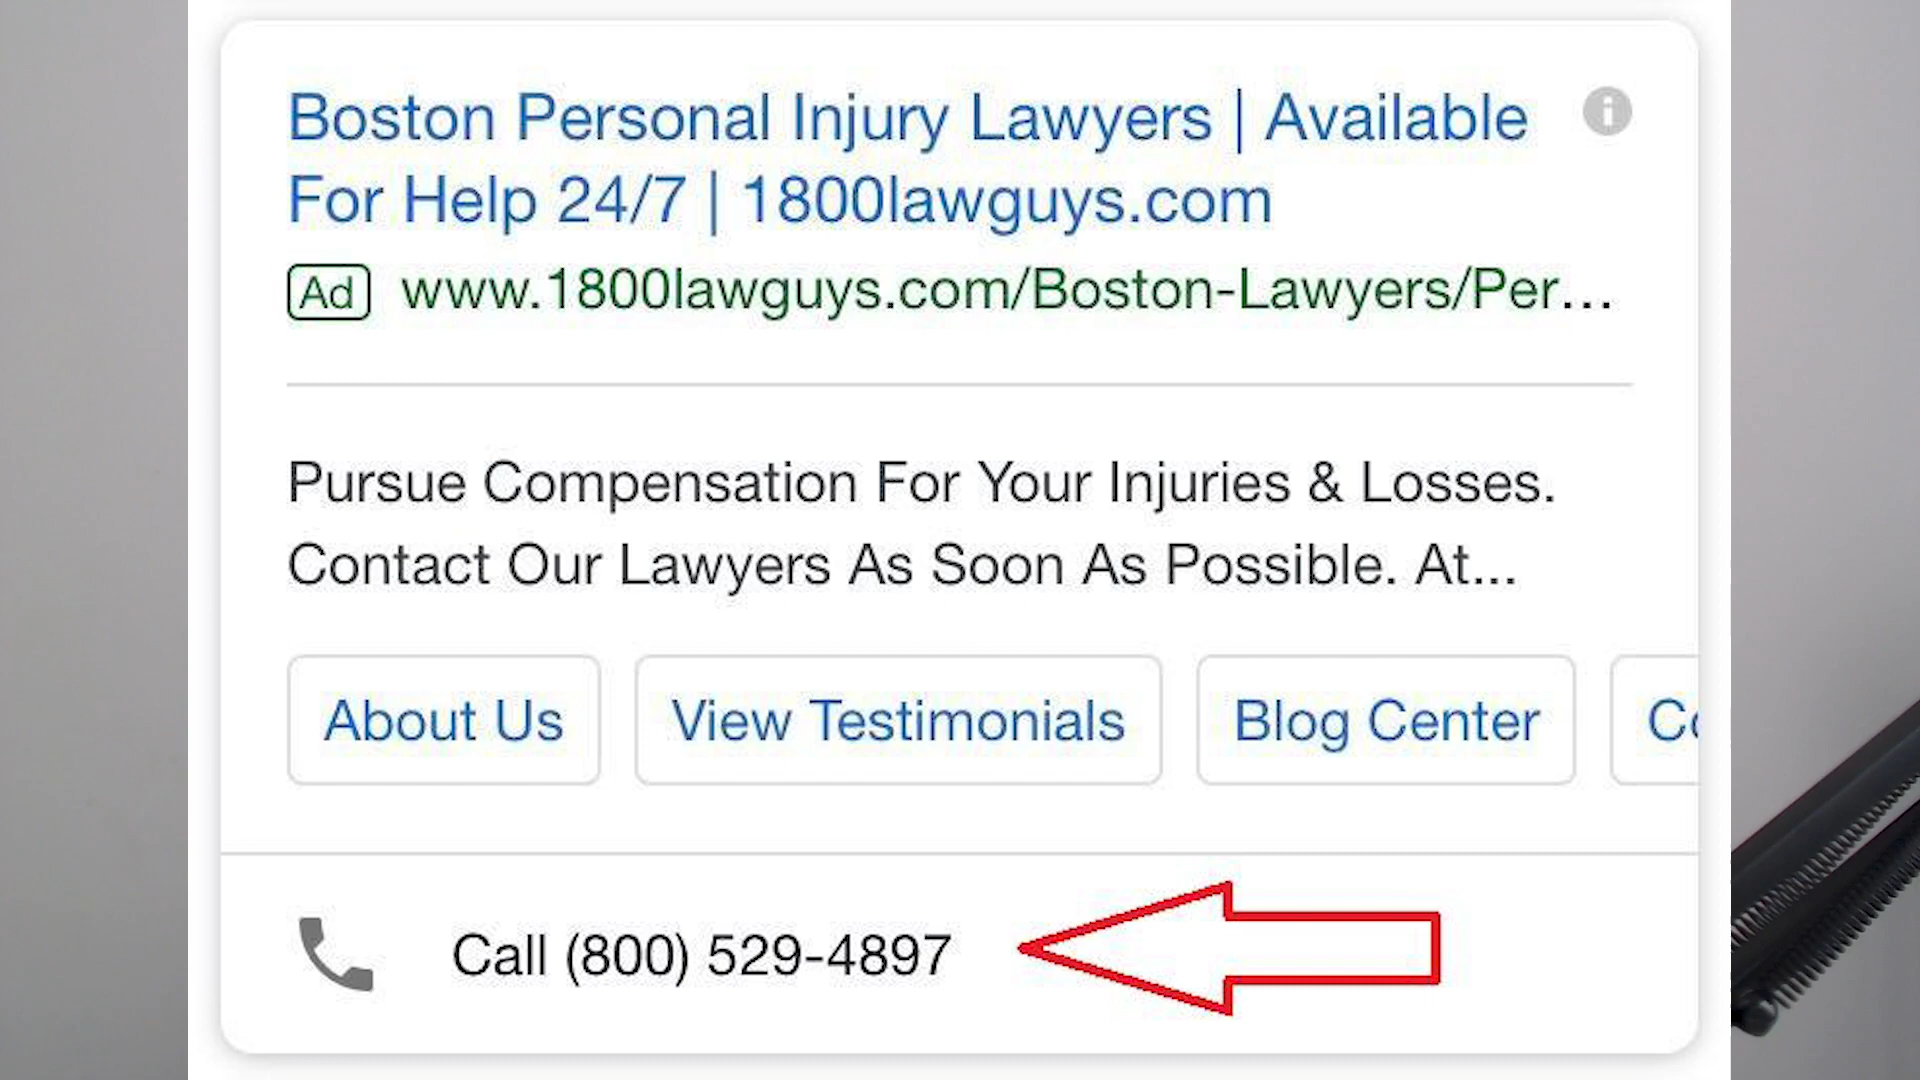 Boston Personal Injury Lawyers | Available
For Help 24/7 | 1800lawguys.com
Ad www.1800lawguys.com/Boston-Lawyers/Per...
Pursue Compensation For Your Injuries & Losses.
Contact Our Lawyers As Soon As Possible. At...
About Us View Testimonials Blog Center Co
Call (800) 529-4897